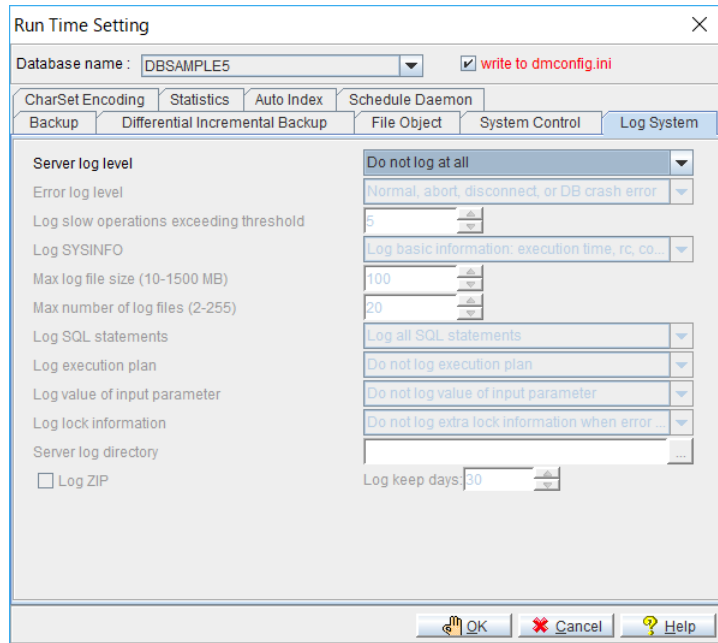 Run Time Setting
Database name : DBSAMPLE5 write to dmconfig.ini
CharSet Encoding Statistics Auto Index Schedule Daemon
Backup Differential Incremental Backup File Object System Control Log System
Server log level Do not log at all
Error log level Normal, abort, disconnect, or DB crash error
Log slow operations exceeding threshold 5
Log SYSINFO Log basic information: execution time, rc, co...
Max log file size (10-1500 MB) 100
Max number of log files (2-255) 20
Log SQL statements Log all SQL statements
Log execution plan Do not log execution plan
Log value of input parameter Do not log value of input parameter
Log lock information Do not log extra lock information when error ...
Server log directory ...
Log ZIP Log keep days: 30
OK Cancel Help